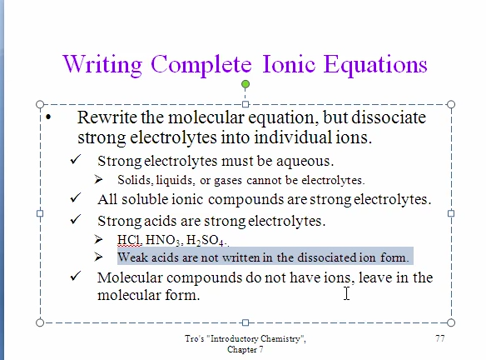 Writing Complete Ionic Equations
• Rewrite the molecular equation, but dissociate
strong electrolytes into individual ions.
✓ Strong electrolytes must be aqueous.
➢ Solids, liquids, or gases cannot be electrolytes.
✓ All soluble ionic compounds are strong electrolytes.
✓ Strong acids are strong electrolytes.
➢ HCl, HNO₃, H₂SO₄.
➢ Weak acids are not written in the dissociated ion form.
✓ Molecular compounds do not have ions, leave in the
molecular form.
Tro's "Introductory Chemistry",
Chapter 7
77